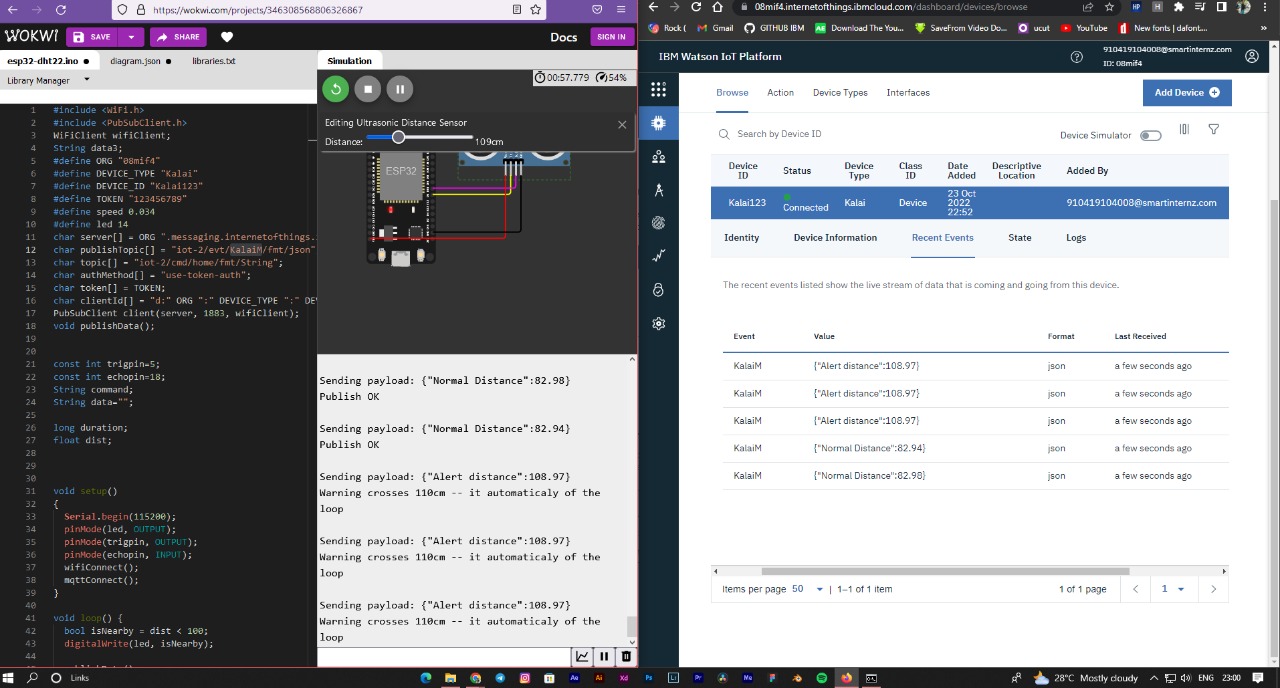 https://wokwi.com/projects/346308568806326867
WOKWI
SAVE
SHARE
Docs
SIGN IN
esp32-dht22.ino
diagram.json
libraries.txt
Library Manager
1 #include <WiFi.h>
2 #include <PubSubClient.h>
3 WiFiClient wifiClient;
4 String data3;
5 #define ORG "08mif4"
6 #define DEVICE_TYPE "Kalai"
7 #define DEVICE_ID "Kalai123"
8 #define TOKEN "123456789"
9 #define speed 0.034
10 #define led 14
11 char server[] = ORG ".messaging.internetofthings.
12 char publishTopic[] = "iot-2/evt/KalaiM/fmt/json"
13 char topic[] = "iot-2/cmd/home/fmt/String";
14 char authMethod[] = "use-token-auth";
15 char token[] = TOKEN;
16 char clientId[] = "d:" ORG ":" DEVICE_TYPE ":" DEV
17 PubSubClient client(server, 1883, wifiClient);
18 void publishData();
19
20
21 const int trigpin=5;
22 const int echopin=18;
23 String command;
24 String data="";
25
26 long duration;
27 float dist;
28
29
30
31 void setup()
32 {
33 Serial.begin(115200);
34 pinMode(led, OUTPUT);
35 pinMode(trigpin, OUTPUT);
36 pinMode(echopin, INPUT);
37 wifiConnect();
38 mqttConnect();
39 }
40
41 void loop() {
42 bool isNearby = dist < 100;
43 digitalWrite(led, isNearby);
44
Simulation
00:57.779
54%
Editing Ultrasonic Distance Sensor
Distance:
109cm
ESP32
Sending payload: {"Normal Distance":82.98}
Publish OK
Sending payload: {"Normal Distance":82.94}
Publish OK
Sending payload: {"Alert distance":108.97}
Warning crosses 110cm -- it automaticaly of the
loop
Sending payload: {"Alert distance":108.97}
Warning crosses 110cm -- it automaticaly of the
loop
Sending payload: {"Alert distance":108.97}
Warning crosses 110cm -- it automaticaly of the
loop
08mif4.internetofthings.ibmcloud.com/dashboard/devices/browse
Rock (
Gmail
GITHUB IBM
Download The You...
SaveFrom Video Do...
ucut
YouTube
New fonts | dafont...
IBM Watson IoT Platform
910419104008@smartinternz.com
ID: 08mif4
Browse
Action
Device Types
Interfaces
Add Device
Search by Device ID
Device Simulator
Device ID
Status
Device Type
Class ID
Date Added
Descriptive Location
Added By
Kalai123
Connected
Kalai
Device
23 Oct 2022 22:52
910419104008@smartinternz.com
Identity
Device Information
Recent Events
State
Logs
The recent events listed show the live stream of data that is coming and going from this device.
Event Value Format Last Received
KalaiM {"Alert distance":108.97} json a few seconds ago
KalaiM {"Alert distance":108.97} json a few seconds ago
KalaiM {"Alert distance":108.97} json a few seconds ago
KalaiM {"Normal Distance":82.94} json a few seconds ago
KalaiM {"Normal Distance":82.98} json a few seconds ago
Items per page 50 | 1–1 of 1 item
1 of 1 page
1
Links
28°C Mostly cloudy
ENG
23:00